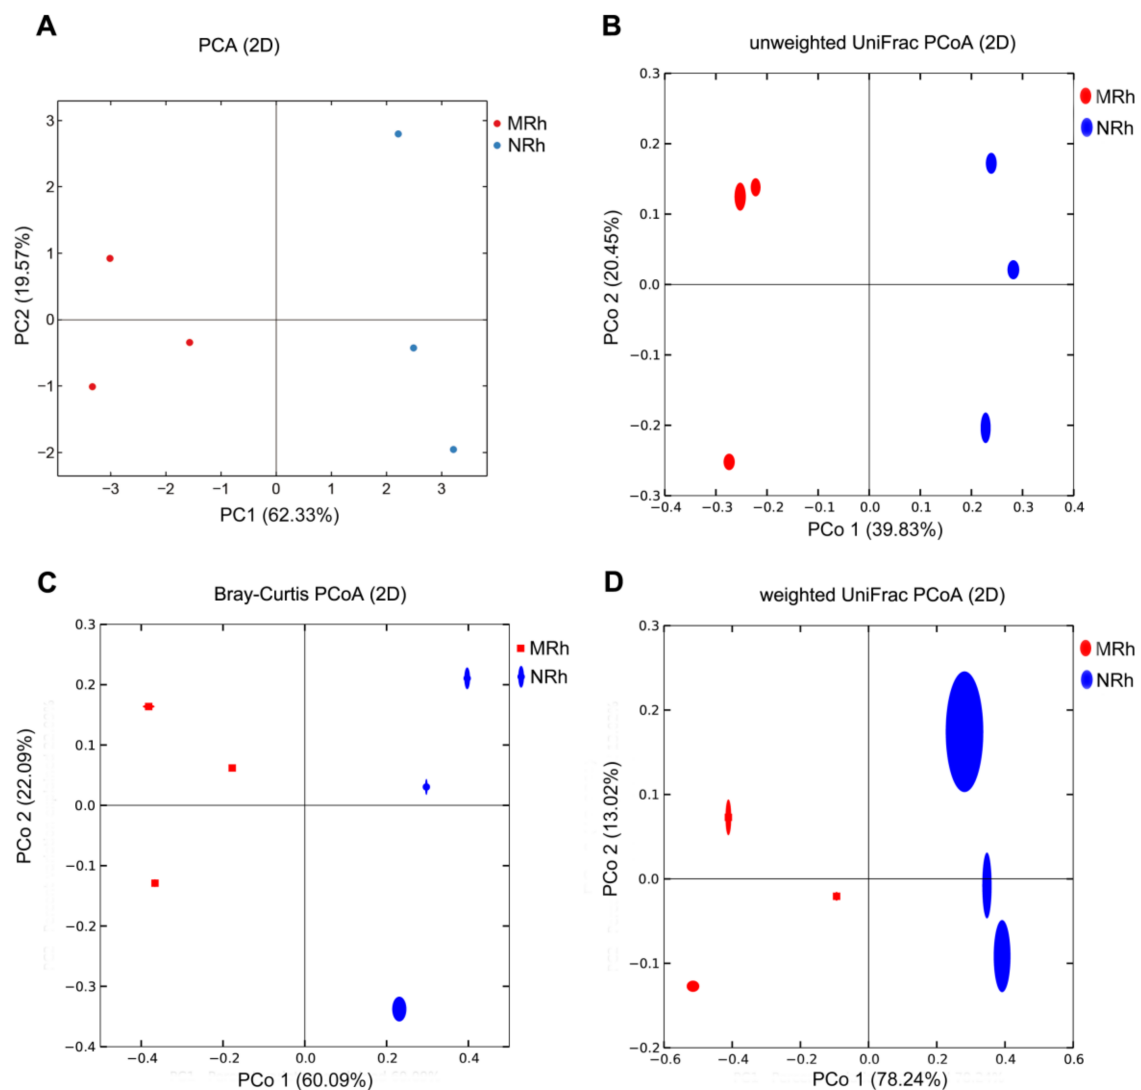 A
PCA (2D)
3
2
1
0
−1
−2
−3
−2
−1
0
1
2
3
PC2 (19.57%)
PC1 (62.33%)
MRh
NRh
B
unweighted UniFrac PCoA (2D)
0.3
0.2
0.1
0.0
−0.1
−0.2
−0.3
−0.4
−0.3
−0.2
−0.1
0.0
0.1
0.2
0.3
0.4
PCo 2 (20.45%)
PCo 1 (39.83%)
MRh
NRh
C
Bray-Curtis PCoA (2D)
0.3
0.2
0.1
0.0
−0.1
−0.2
−0.3
−0.4
−0.4
−0.2
0.0
0.2
0.4
PCo 2 (22.09%)
PCo 1 (60.09%)
MRh
NRh
D
weighted UniFrac PCoA (2D)
0.3
0.2
0.1
0.0
−0.1
−0.2
−0.6
−0.4
−0.2
0.0
0.2
0.4
0.6
PCo 2 (13.02%)
PCo 1 (78.24%)
MRh
NRh